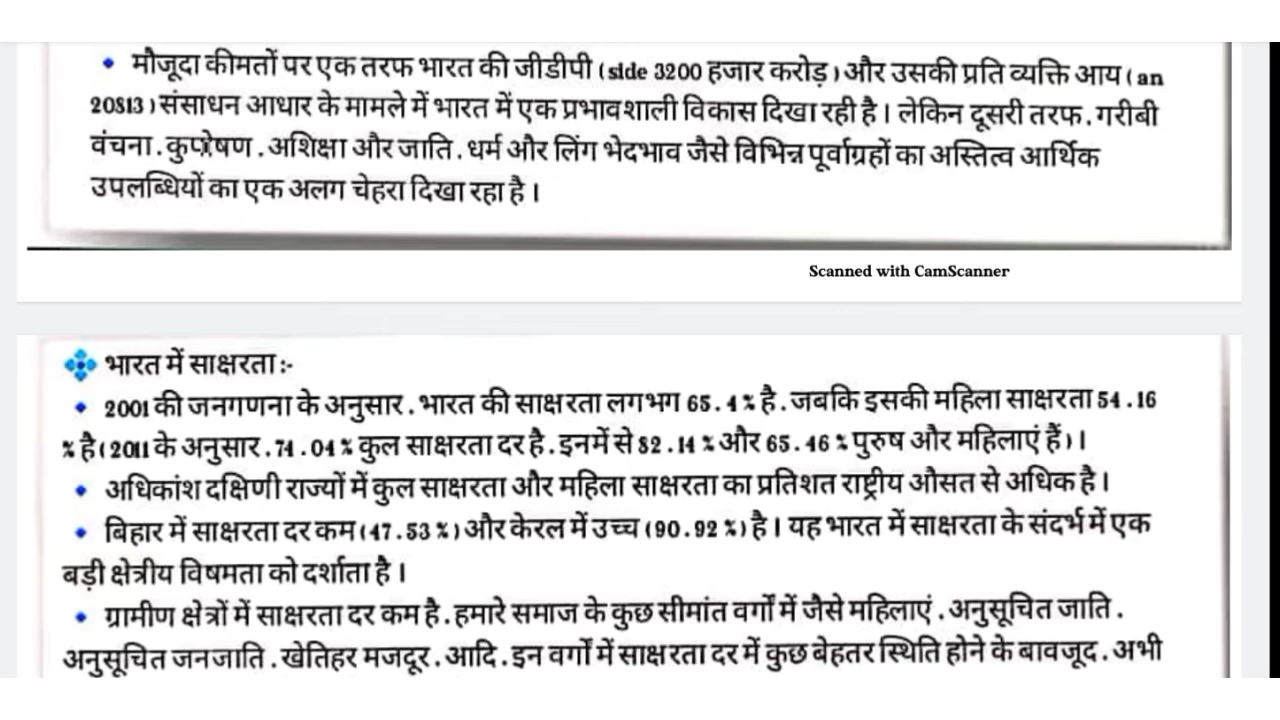 • मौजूदा कीमतों पर एक तरफ भारत की जीडीपी (side 3200 हजार करोड़) और उसकी प्रति व्यक्ति आय (an
20813) संसाधन आधार के मामले में भारत में एक प्रभावशाली विकास दिखा रही है। लेकिन दूसरी तरफ . गरीबी
वंचना . कुपोषण . अशिक्षा और जाति . धर्म और लिंग भेदभाव जैसे विभिन्न पूर्वाग्रहों का अस्तित्व आर्थिक
उपलब्धियों का एक अलग चेहरा दिखा रहा है।
Scanned with CamScanner
भारत में साक्षरता :-
• 2001 की जनगणना के अनुसार . भारत की साक्षरता लगभग 65.4% है . जबकि इसकी महिला साक्षरता 54.16
% है (2011 के अनुसार . 74.04% कुल साक्षरता दर है . इनमें से 82.14% और 65.46% पुरुष और महिलाएं हैं)।
• अधिकांश दक्षिणी राज्यों में कुल साक्षरता और महिला साक्षरता का प्रतिशत राष्ट्रीय औसत से अधिक है।
• बिहार में साक्षरता दर कम (47.53%) और केरल में उच्च (90.92%) है। यह भारत में साक्षरता के संदर्भ में एक
बड़ी क्षेत्रीय विषमता को दर्शाता है।
• ग्रामीण क्षेत्रों में साक्षरता दर कम है . हमारे समाज के कुछ सीमांत वर्गों में जैसे महिलाएं . अनुसूचित जाति .
अनुसूचित जनजाति . खेतिहर मजदूर . आदि . इन वर्गों में साक्षरता दर में कुछ बेहतर स्थिति होने के बावजूद . अभी